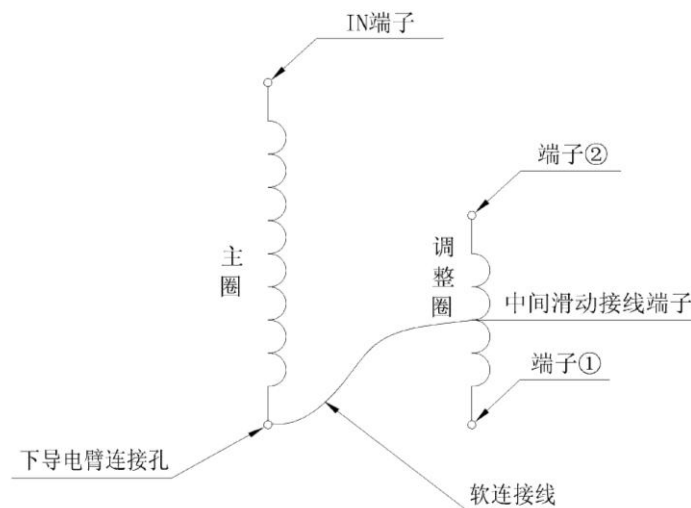 IN端子
端子②
主圈
调整圈
中间滑动接线端子
端子①
下导电臂连接孔
软连接线